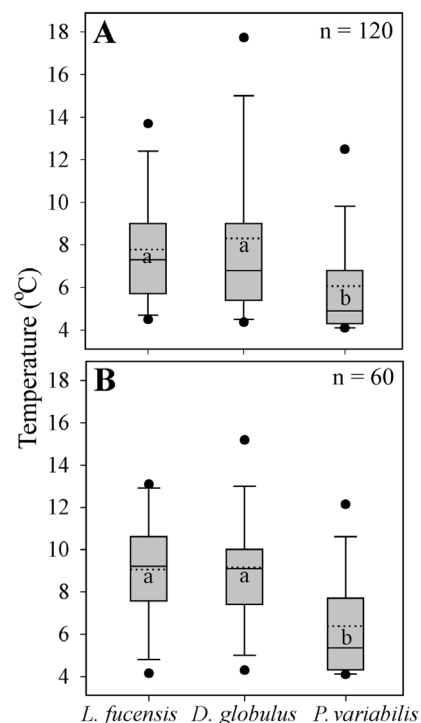 A n = 120
18
16
14
12
10
8
6
4
a a b
Temperature (°C)
B n = 60
18
16
14
12
10
8
6
4
a a b
L. fucensis D. globulus P. variabilis